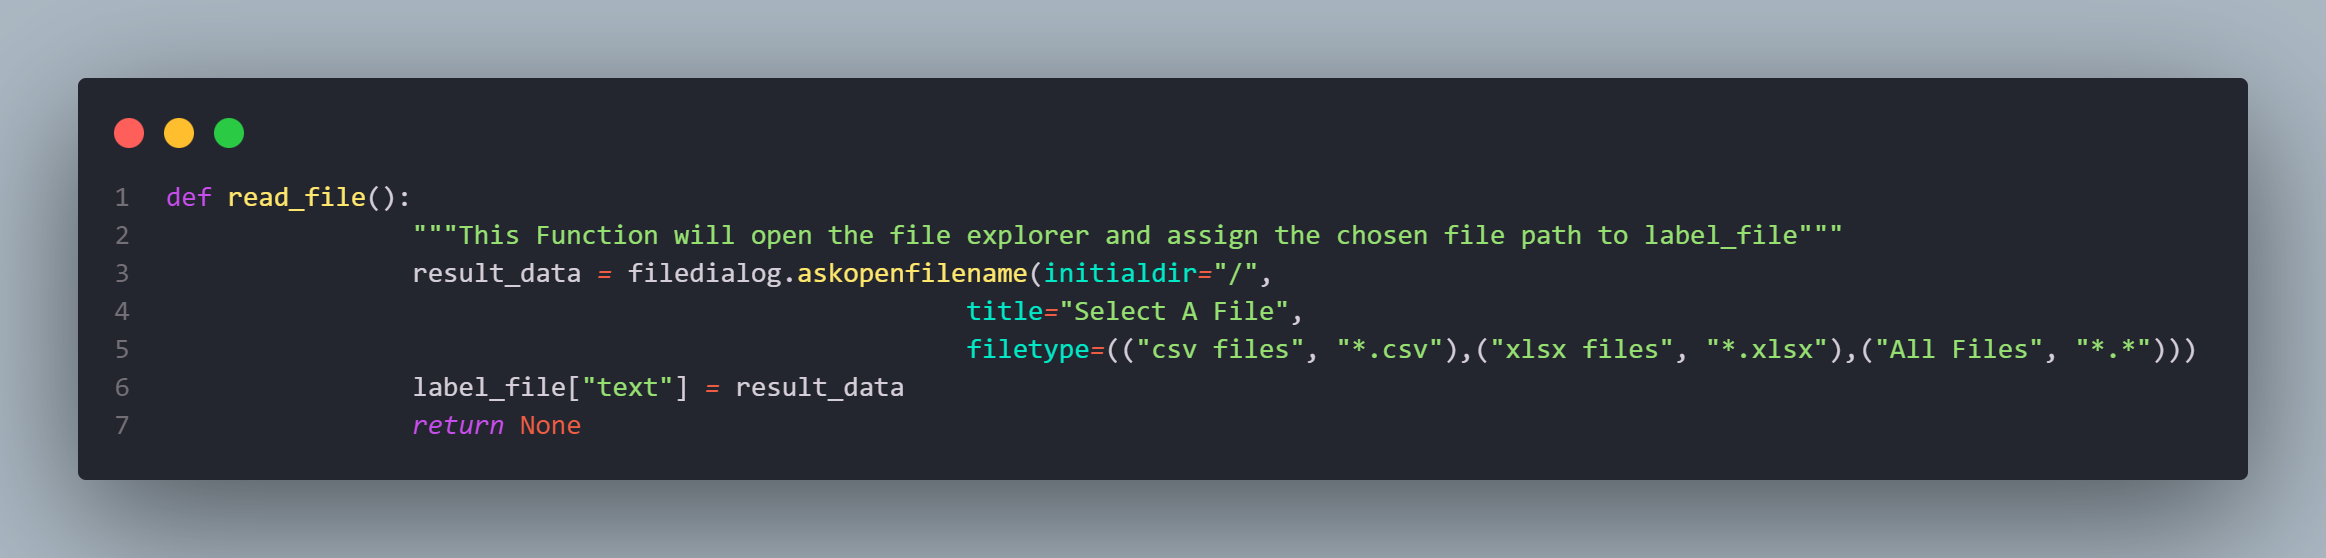 1 def read_file():
2 """This Function will open the file explorer and assign the chosen file path to label_file"""
3 result_data = filedialog.askopenfilename(initialdir="/",
4 title="Select A File",
5 filetype=(("csv files", "*.csv"),("xlsx files", "*.xlsx"),("All Files", "*.*")))
6 label_file["text"] = result_data
7 return None